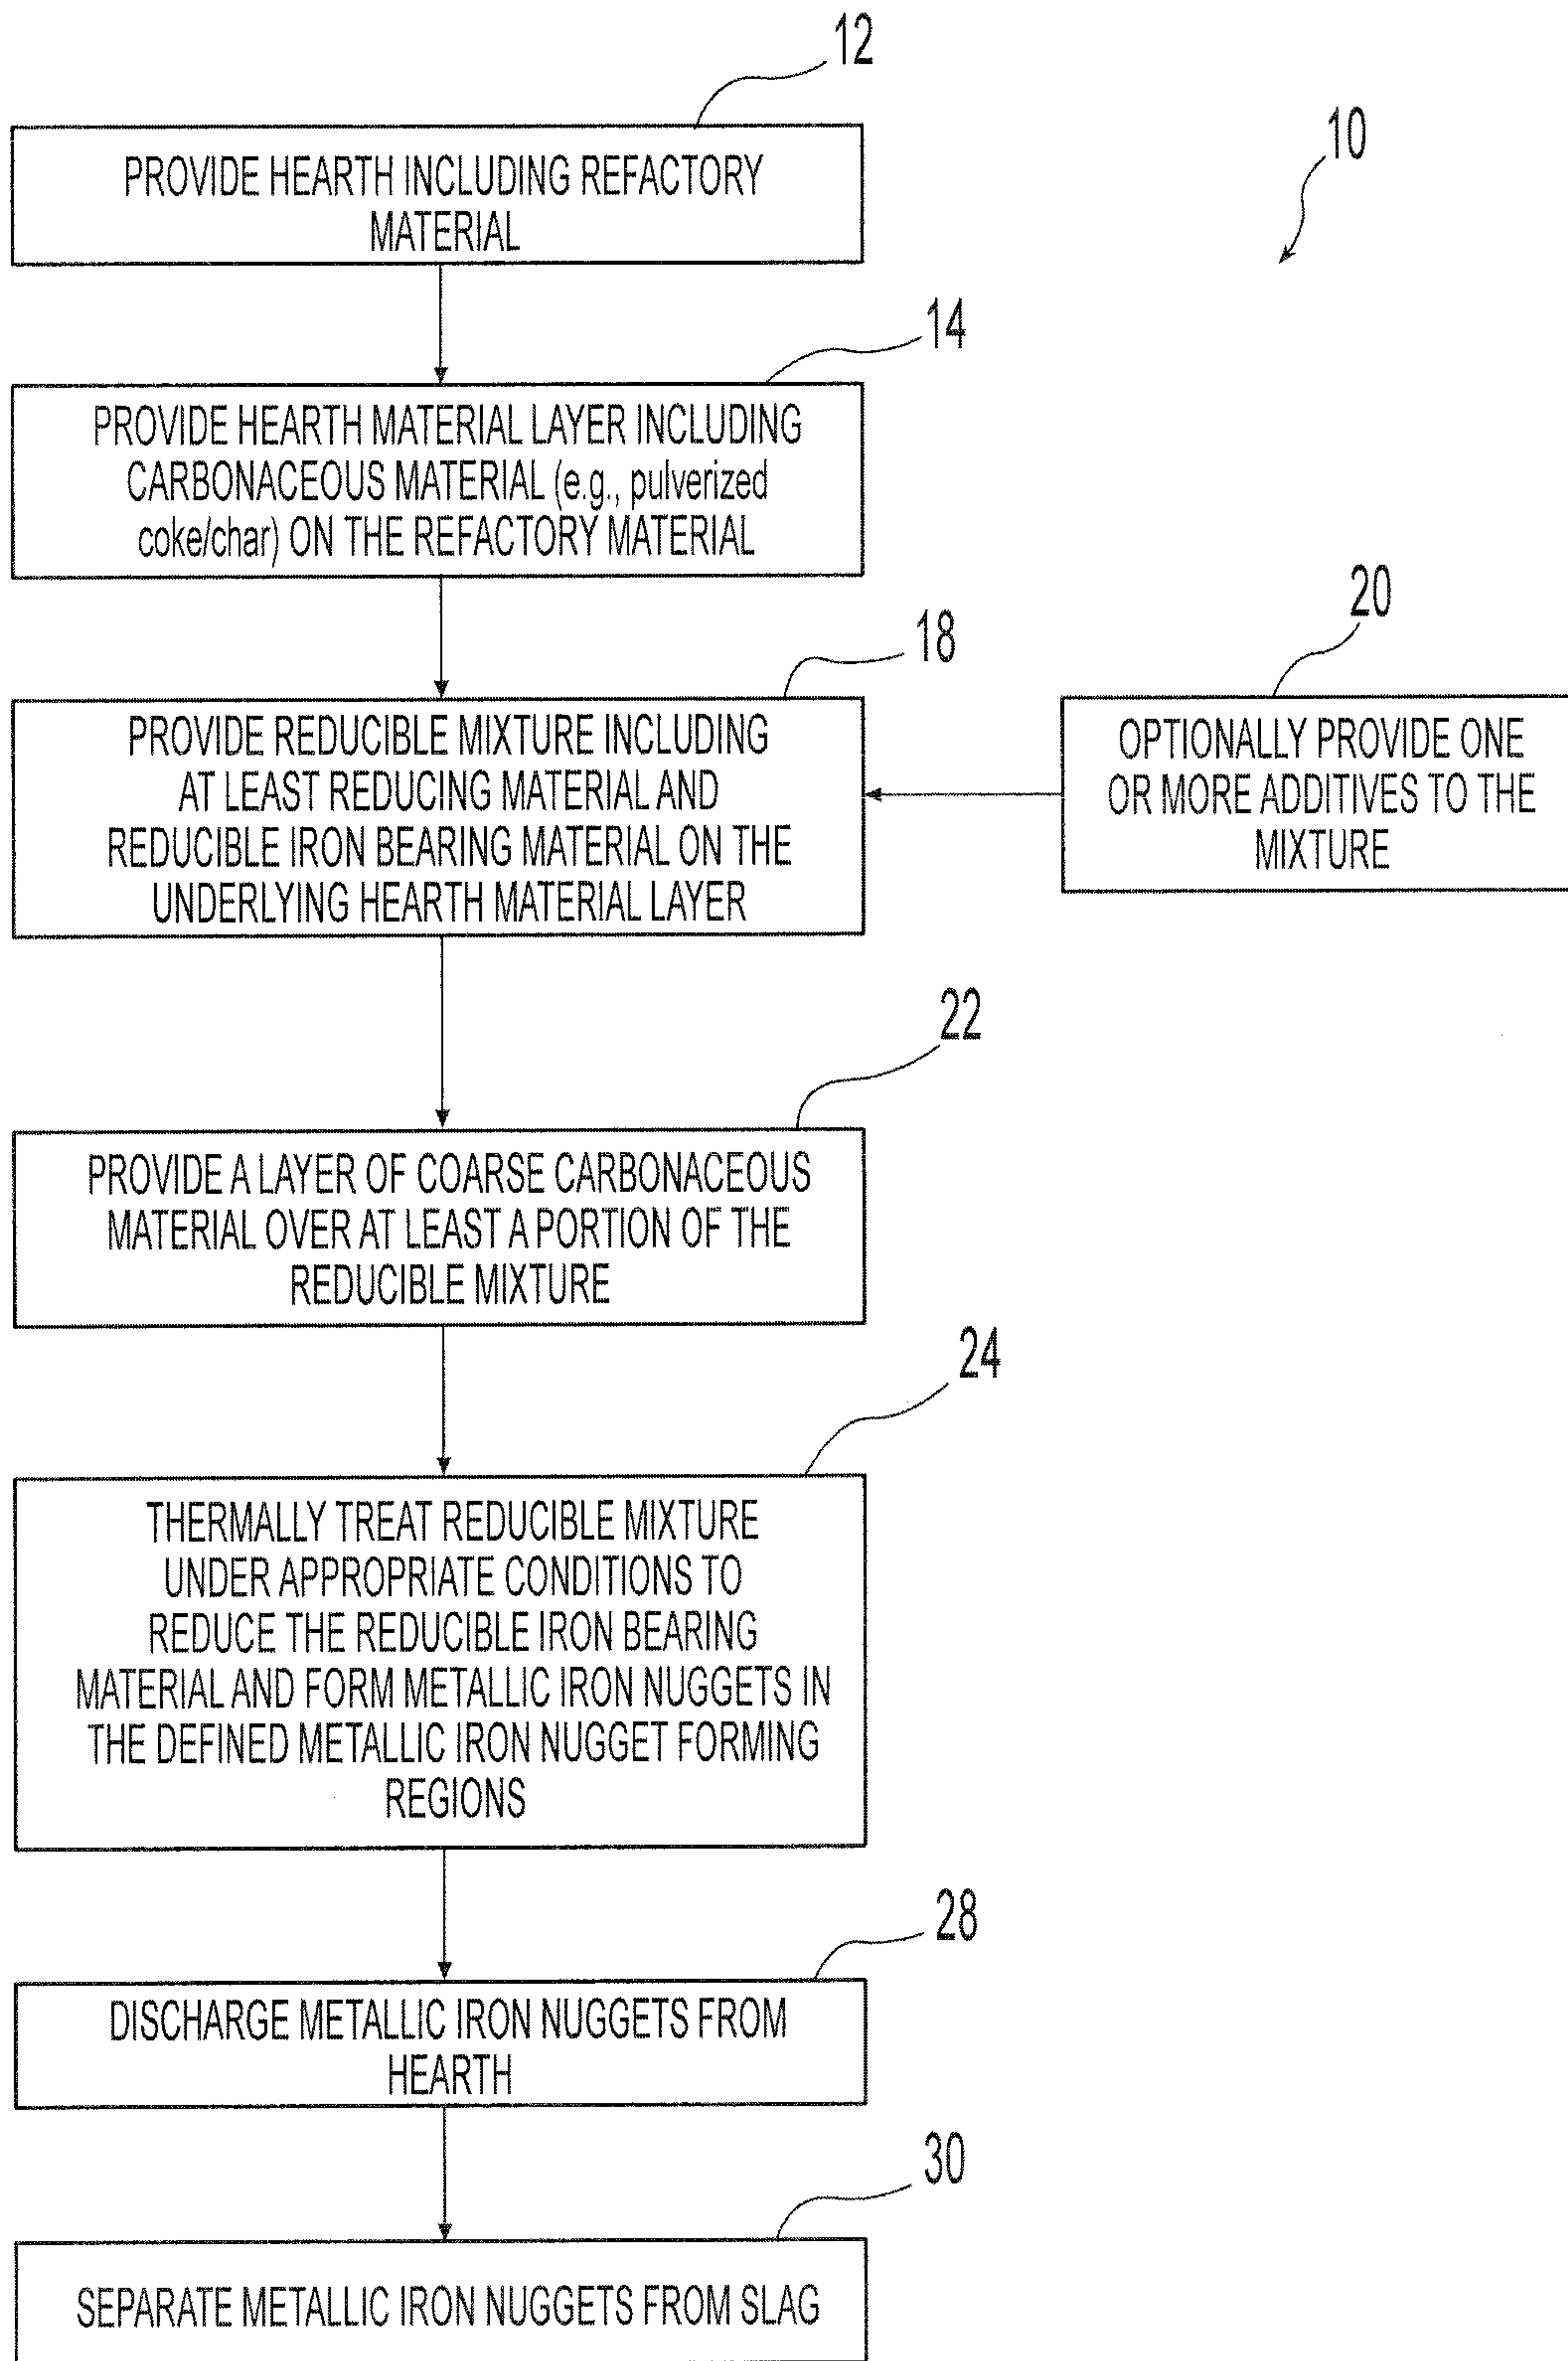 12
10
PROVIDE HEARTH INCLUDING REFACTORY
MATERIAL
14
PROVIDE HEARTH MATERIAL LAYER INCLUDING
CARBONACEOUS MATERIAL (e.g., pulverized
coke/char) ON THE REFACTORY MATERIAL
18
PROVIDE REDUCIBLE MIXTURE INCLUDING
AT LEAST REDUCING MATERIAL AND
REDUCIBLE IRON BEARING MATERIAL ON THE
UNDERLYING HEARTH MATERIAL LAYER
20
OPTIONALLY PROVIDE ONE
OR MORE ADDITIVES TO THE
MIXTURE
22
PROVIDE A LAYER OF COARSE CARBONACEOUS
MATERIAL OVER AT LEAST A PORTION OF THE
REDUCIBLE MIXTURE
24
THERMALLY TREAT REDUCIBLE MIXTURE
UNDER APPROPRIATE CONDITIONS TO
REDUCE THE REDUCIBLE IRON BEARING
MATERIAL AND FORM METALLIC IRON NUGGETS IN
THE DEFINED METALLIC IRON NUGGET FORMING
REGIONS
28
DISCHARGE METALLIC IRON NUGGETS FROM
HEARTH
30
SEPARATE METALLIC IRON NUGGETS FROM SLAG